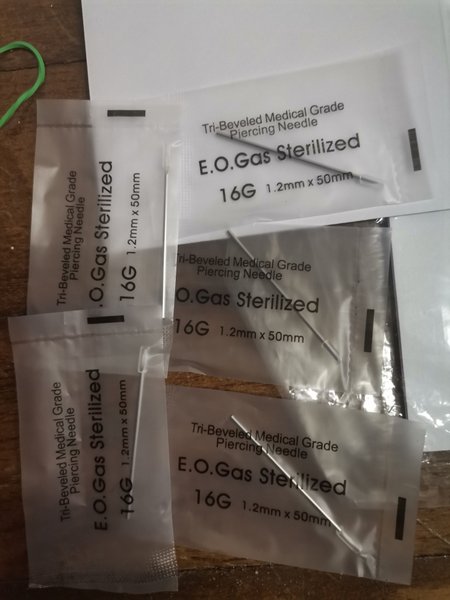 Tri-Beveled Medical Grade
Piercing Needle
E.O.Gas Sterilized
16G 1.2mm x 50mm
Tri-Beveled Medical Grade
Piercing Needle
E.O.Gas Sterilized
16G 1.2mm x 50mm
Tri-Beveled Medical Grade
Piercing Needle
E.O.Gas Sterilized
16G 1.2mm x 50mm
Tri-Beveled Medical Grade
Piercing Needle
E.O.Gas Sterilized
16G 1.2mm x 50mm
Tri-Beveled Medical Grade
Piercing Needle
E.O.Gas Sterilized
16G 1.2mm x 50mm